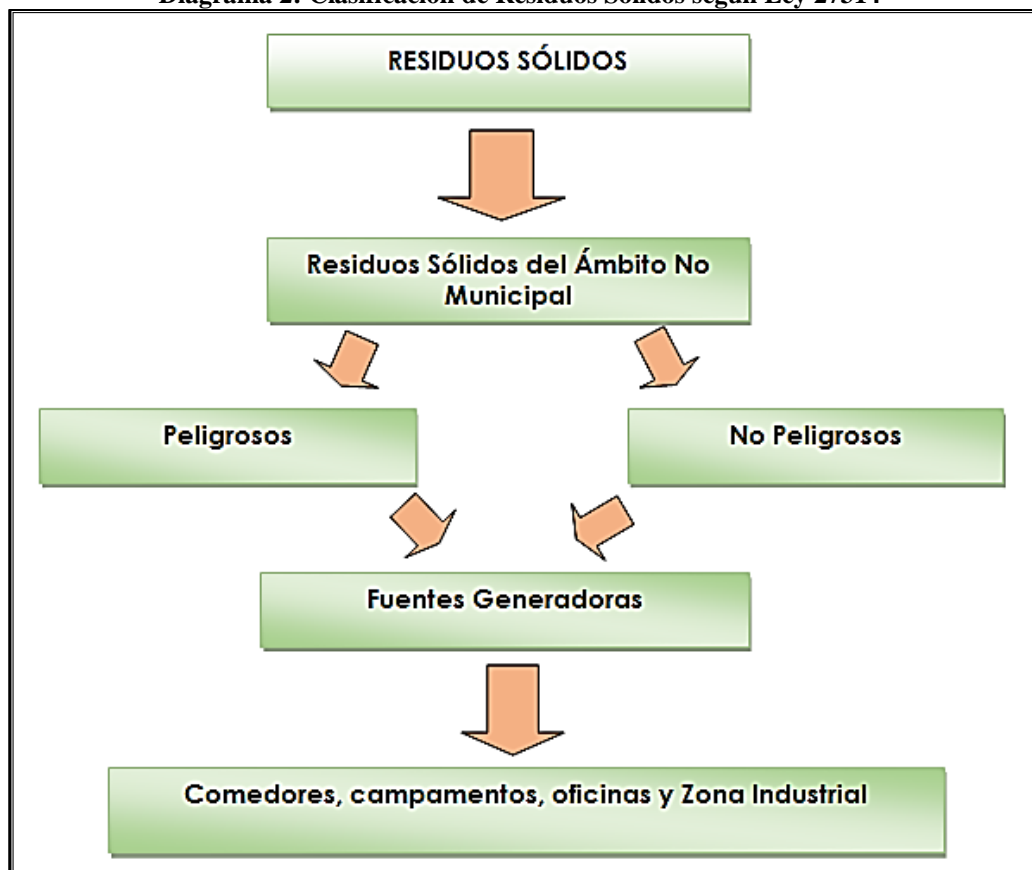 Diagrama 2: Clasificación de Residuos Sólidos según Ley 27314
RESIDUOS SÓLIDOS
Residuos Sólidos del Ámbito No
Municipal
Peligrosos
No Peligrosos
Fuentes Generadoras
Comedores, campamentos, oficinas y Zona Industrial